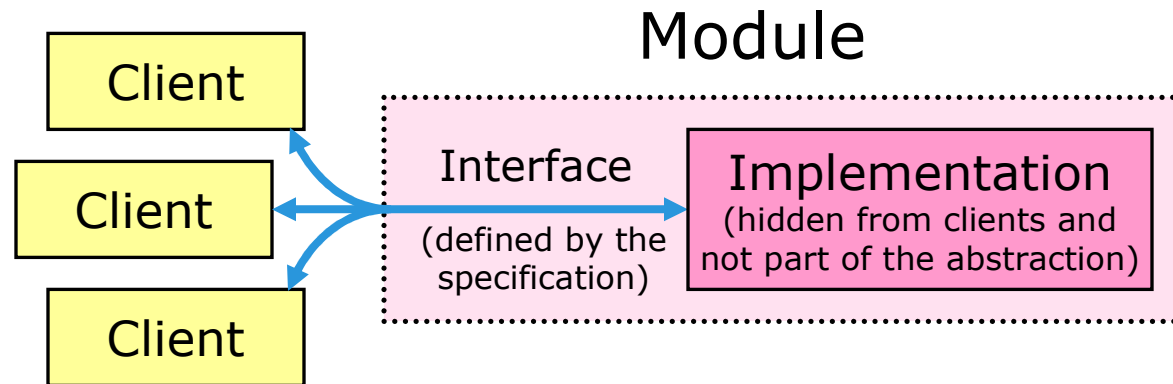 Module
Client
Client
Client
Interface
(defined by the
specification)
Implementation
(hidden from clients and
not part of the abstraction)